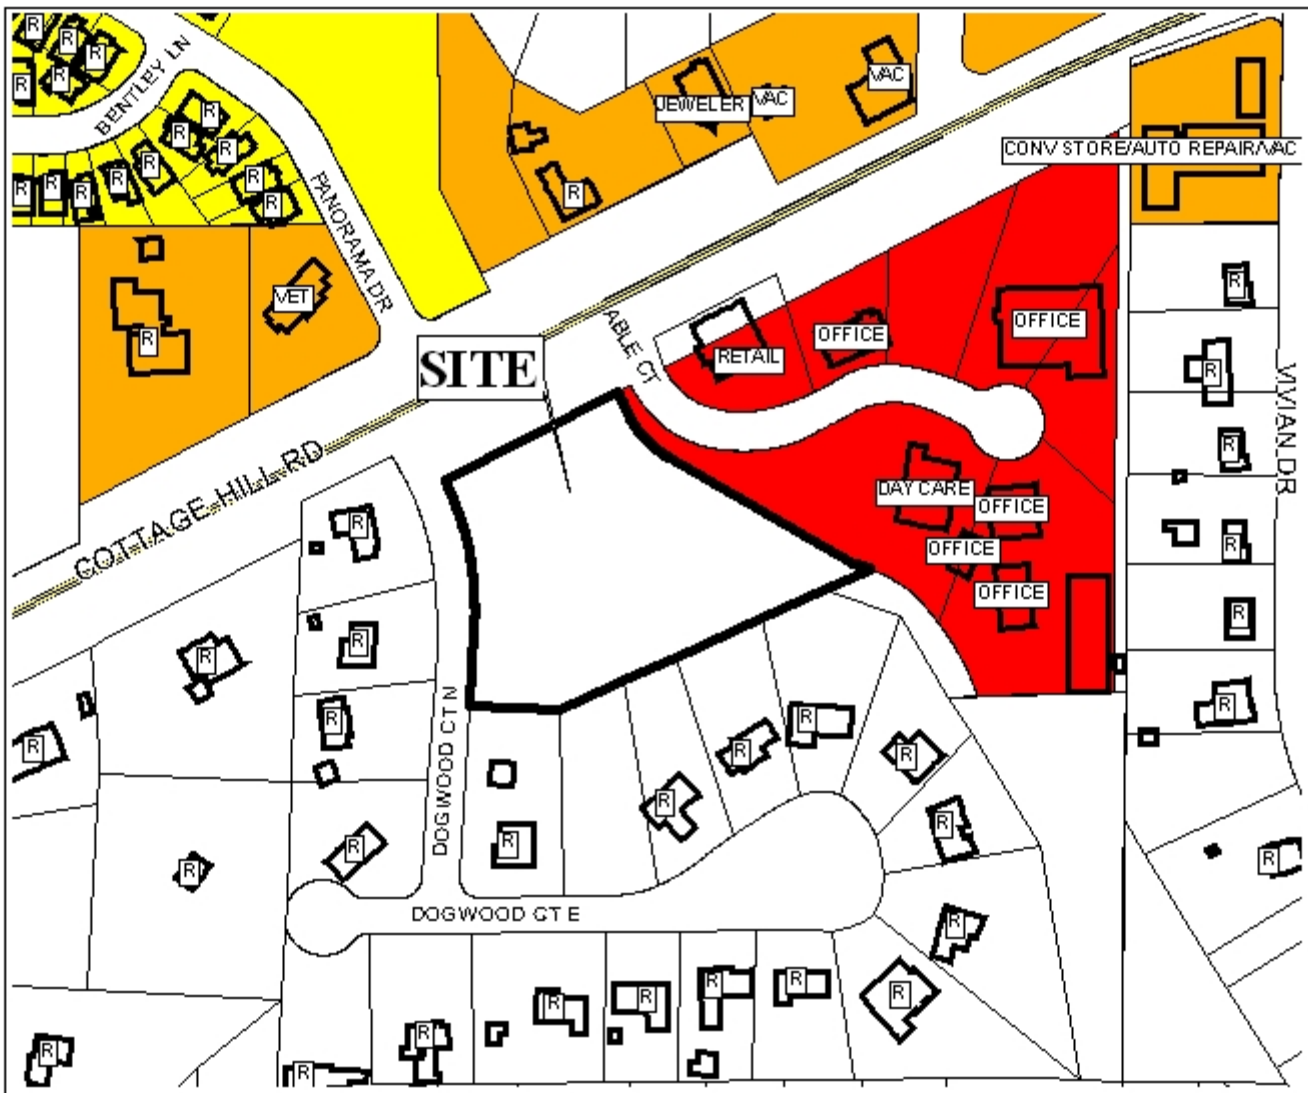 R
R
R
R
R
BENTLEY LN
R
R
R
R
R
R
R
R
R
R
R
JEWELER
VAC
VAC
CONV STORE/AUTO REPAIR/VAC
R
PANORAMA DR
VET
R
ABLE CT
RETAIL
OFFICE
OFFICE
SITE
COTTAGE HILL RD
VIVIAN DR
R
R
R
R
R
R
DAY CARE
OFFICE
OFFICE
OFFICE
R
R
R
R
R
R
R
DOGWOOD CT N
R
R
R
R
R
R
R
DOGWOOD CT E
R
R
R
R
R
R
R
R
R
R
R